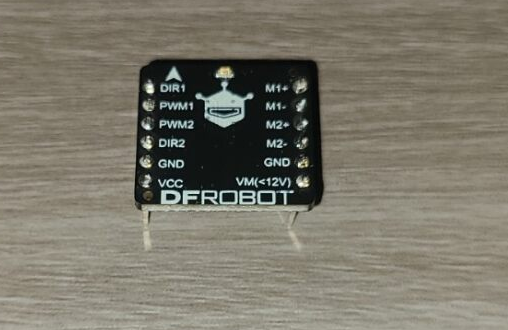 DIR1 M1+
PWM1 M1-
PWM2 M2+
DIR2 M2-
GND GND
VCC VM(<12V)
DFROBOT